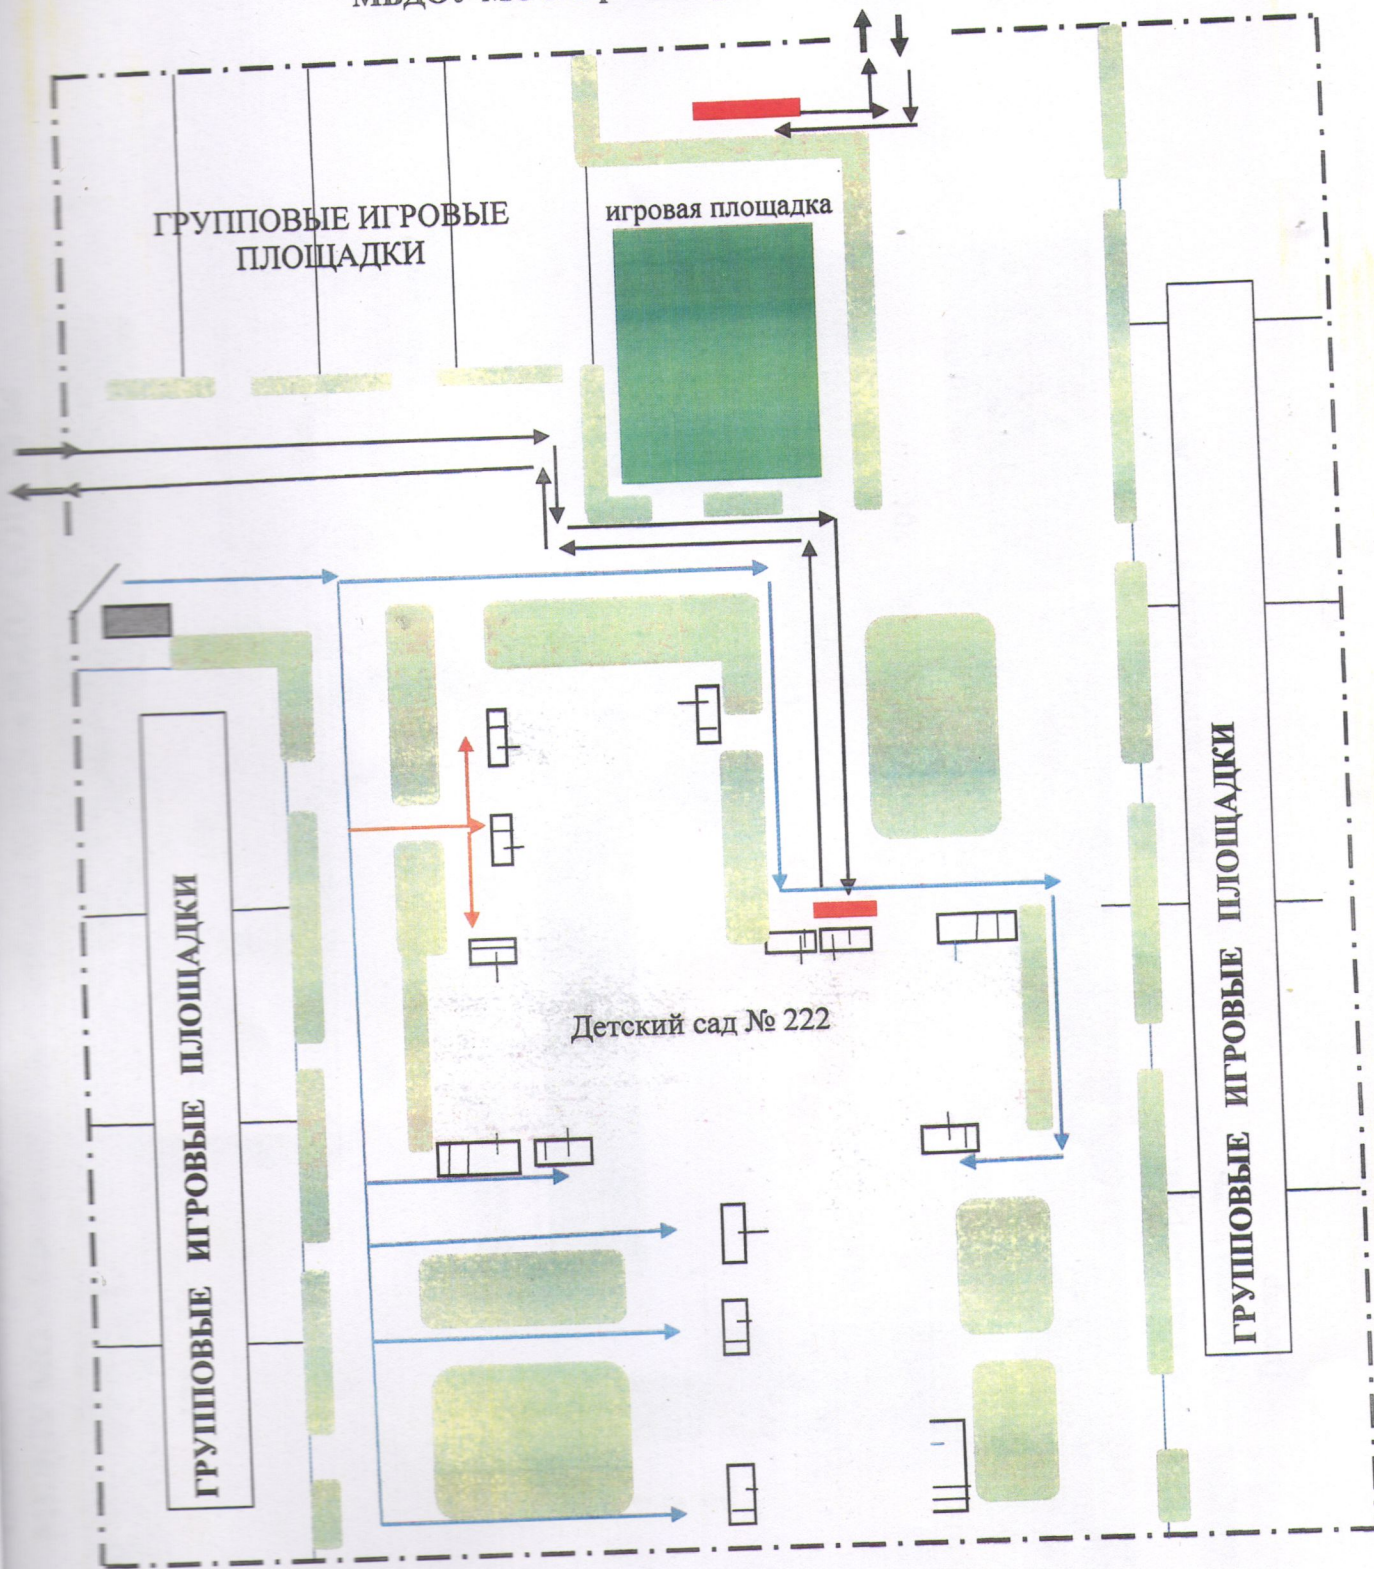 ГРУППОВЫЕ ИГРОВЫЕ
ПЛОЩАДКИ
игровая площадка
ГРУППОВЫЕ ИГРОВЫЕ ПЛОЩАДКИ
Детский сад № 222
ГРУППОВЫЕ ИГРОВЫЕ ПЛОЩАДКИ